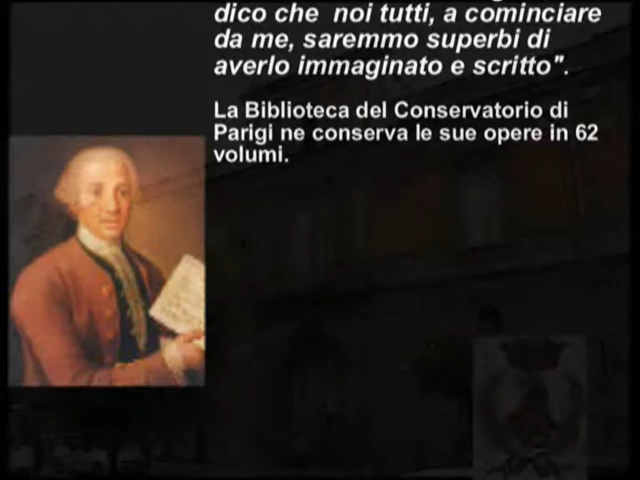 dico che noi tutti, a cominciare
da me, saremmo superbi di
averlo immaginato e scritto".
La Biblioteca del Conservatorio di
Parigi ne conserva le sue opere in 62
volumi.